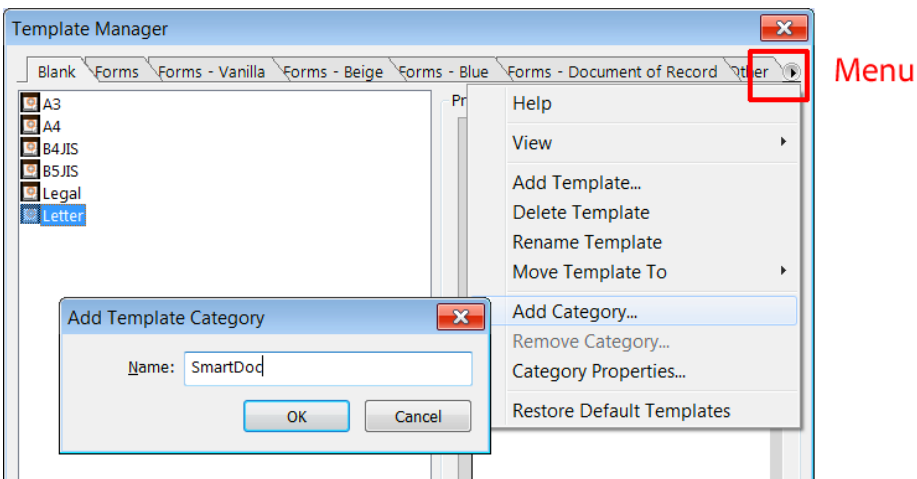 Template Manager
Blank Forms Forms - Vanilla Forms - Beige Forms - Blue Forms - Document of Record Other
Menu
A3
A4
B4JIS
B5JIS
Legal
Letter
Pr
Help
View
Add Template...
Delete Template
Rename Template
Move Template To
Add Category...
Remove Category...
Category Properties...
Restore Default Templates
Add Template Category
Name: SmartDoc
OK Cancel